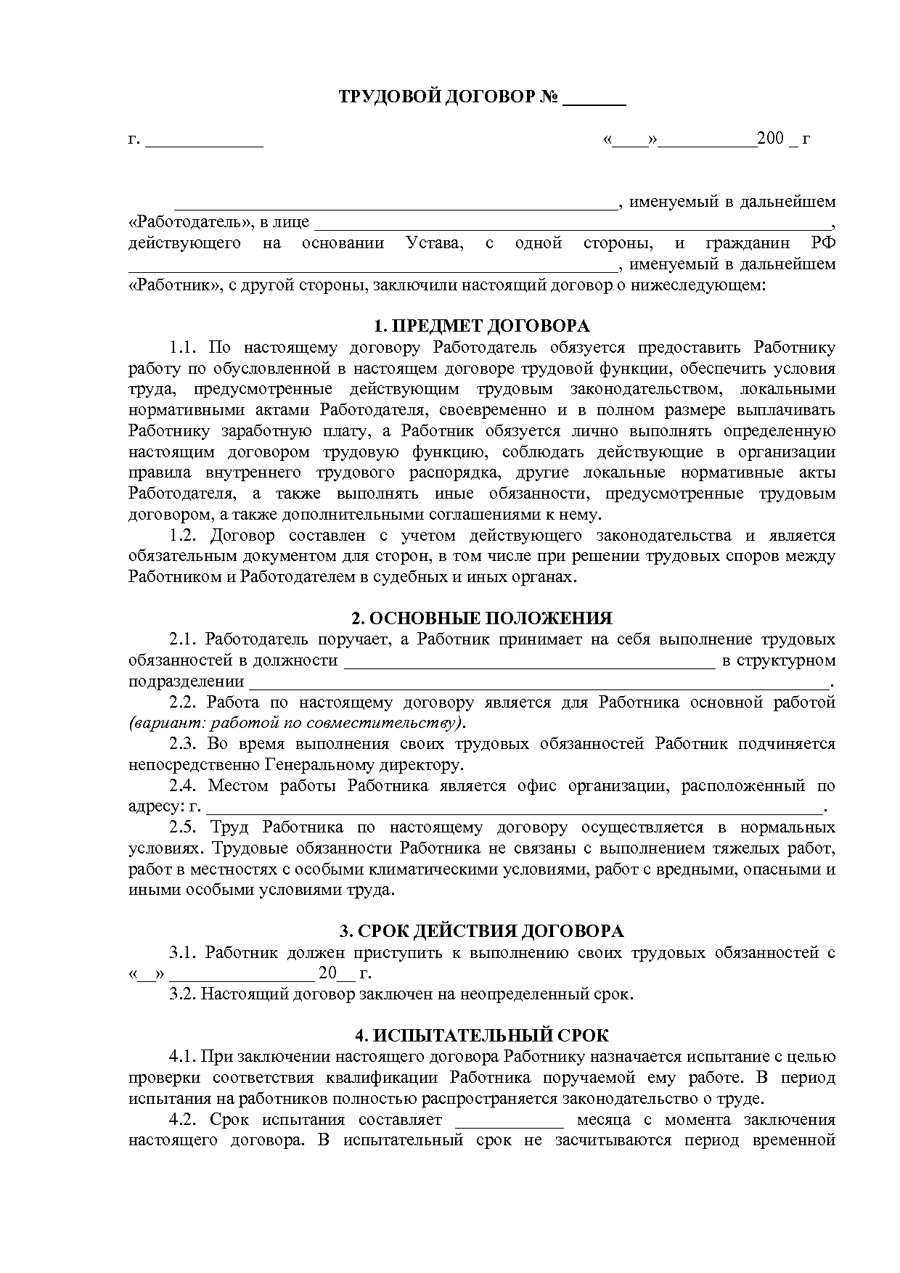 ТРУДОВОЙ ДОГОВОР № _______
г. _____________ «____»___________200 _ г
_________________________________________________, именуемый в дальнейшем
«Работодатель», в лице _________________________________________________________,
действующего на основании Устава, с одной стороны, и гражданин РФ
______________________________________________________, именуемый в дальнейшем
«Работник», с другой стороны, заключили настоящий договор о нижеследующем:
1. ПРЕДМЕТ ДОГОВОРА
1.1. По настоящему договору Работодатель обязуется предоставить Работнику
работу по обусловленной в настоящем договоре трудовой функции, обеспечить условия
труда, предусмотренные действующим трудовым законодательством, локальными
нормативными актами Работодателя, своевременно и в полном размере выплачивать
Работнику заработную плату, а Работник обязуется лично выполнять определенную
настоящим договором трудовую функцию, соблюдать действующие в организации
правила внутреннего трудового распорядка, другие локальные нормативные акты
Работодателя, а также выполнять иные обязанности, предусмотренные трудовым
договором, а также дополнительными соглашениями к нему.
1.2. Договор составлен с учетом действующего законодательства и является
обязательным документом для сторон, в том числе при решении трудовых споров между
Работником и Работодателем в судебных и иных органах.
2. ОСНОВНЫЕ ПОЛОЖЕНИЯ
2.1. Работодатель поручает, а Работник принимает на себя выполнение трудовых
обязанностей в должности _________________________________________ в структурном
подразделении ________________________________________________________________.
2.2. Работа по настоящему договору является для Работника основной работой
(вариант: работой по совместительству).
2.3. Во время выполнения своих трудовых обязанностей Работник подчиняется
непосредственно Генеральному директору.
2.4. Местом работы Работника является офис организации, расположенный по
адресу: г. ____________________________________________________________________.
2.5. Труд Работника по настоящему договору осуществляется в нормальных
условиях. Трудовые обязанности Работника не связаны с выполнением тяжелых работ,
работ в местностях с особыми климатическими условиями, работ с вредными, опасными и
иными особыми условиями труда.
3. СРОК ДЕЙСТВИЯ ДОГОВОРА
3.1. Работник должен приступить к выполнению своих трудовых обязанностей с
«__» ________________ 20__ г.
3.2. Настоящий договор заключен на неопределенный срок.
4. ИСПЫТАТЕЛЬНЫЙ СРОК
4.1. При заключении настоящего договора Работнику назначается испытание с целью
проверки соответствия квалификации Работника поручаемой ему работе. В период
испытания на работников полностью распространяется законодательство о труде.
4.2. Срок испытания составляет ____________ месяца с момента заключения
настоящего договора. В испытательный срок не засчитываются период временной